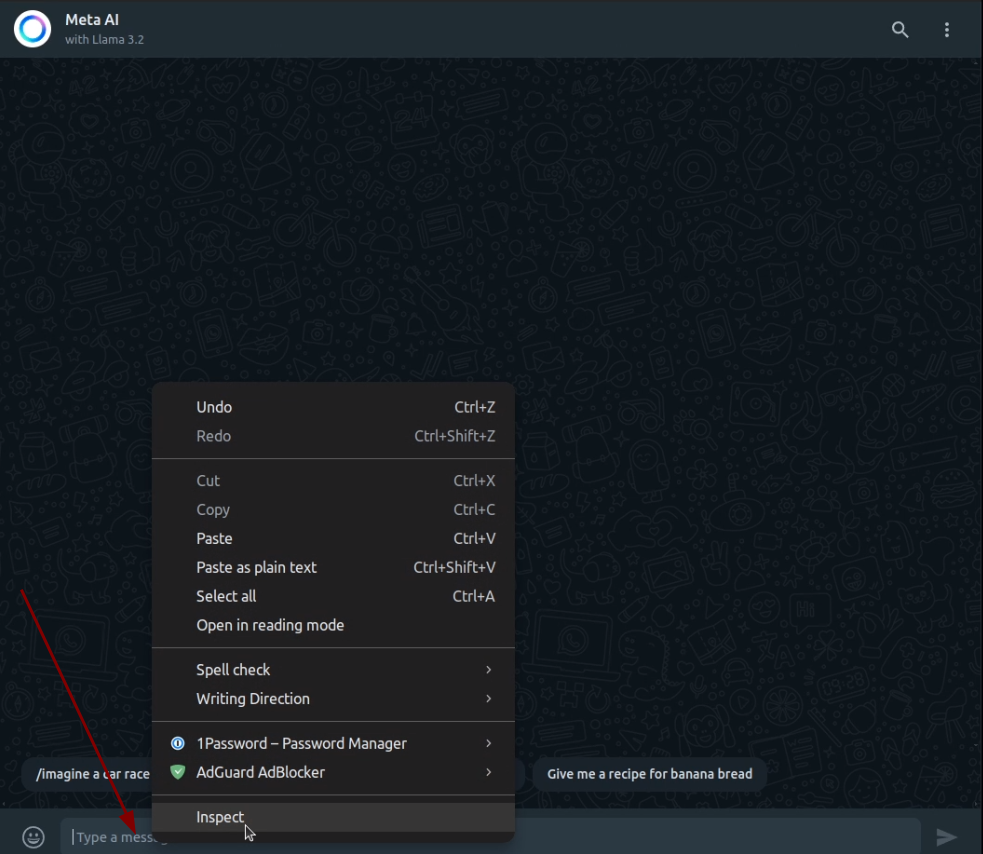 Meta AI
with Llama 3.2
Undo Ctrl+Z
Redo Ctrl+Shift+Z
Cut Ctrl+X
Copy Ctrl+C
Paste Ctrl+V
Paste as plain text Ctrl+Shift+V
Select all Ctrl+A
Open in reading mode
Spell check
Writing Direction
1Password – Password Manager
AdGuard AdBlocker
Inspect
/imagine a car race
Give me a recipe for banana bread
Type a messag